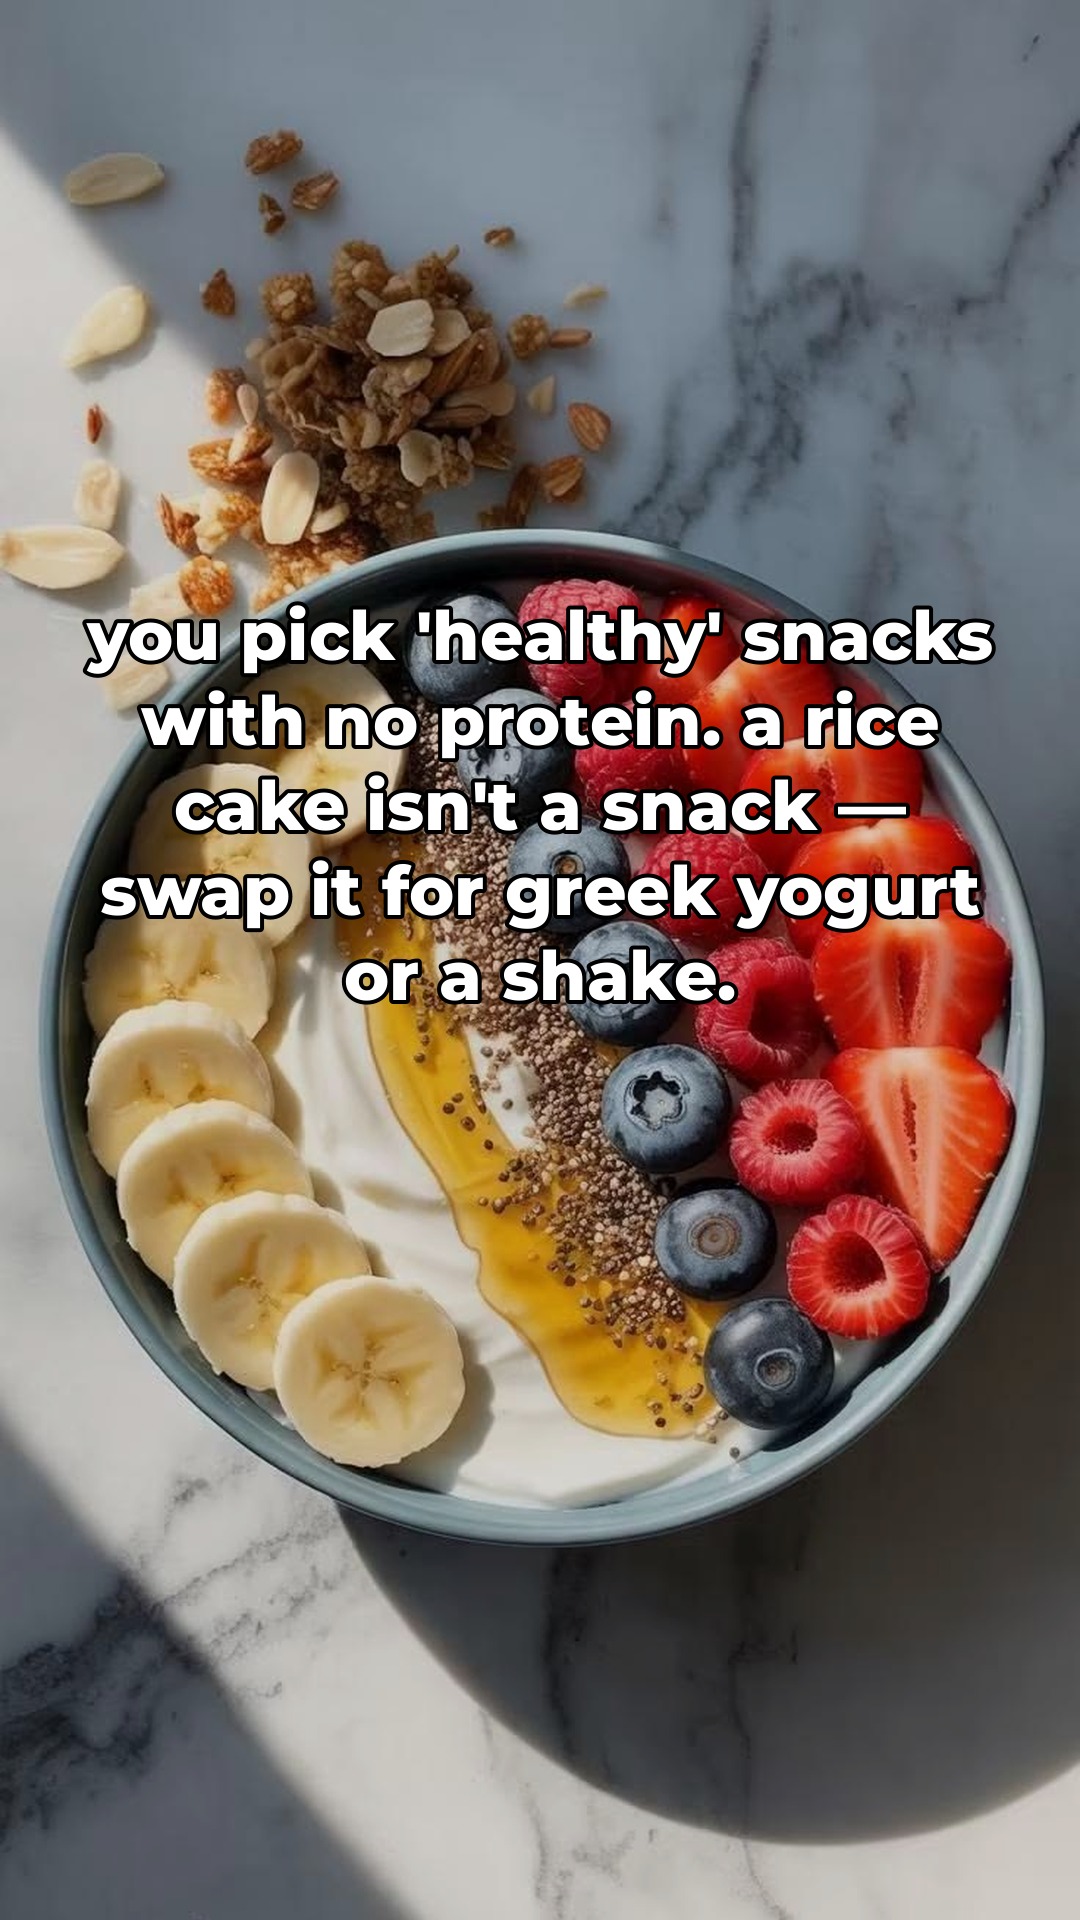 you pick 'healthy' snacks
with no protein. a rice
cake isn't a snack —
swap it for greek yogurt
or a shake.